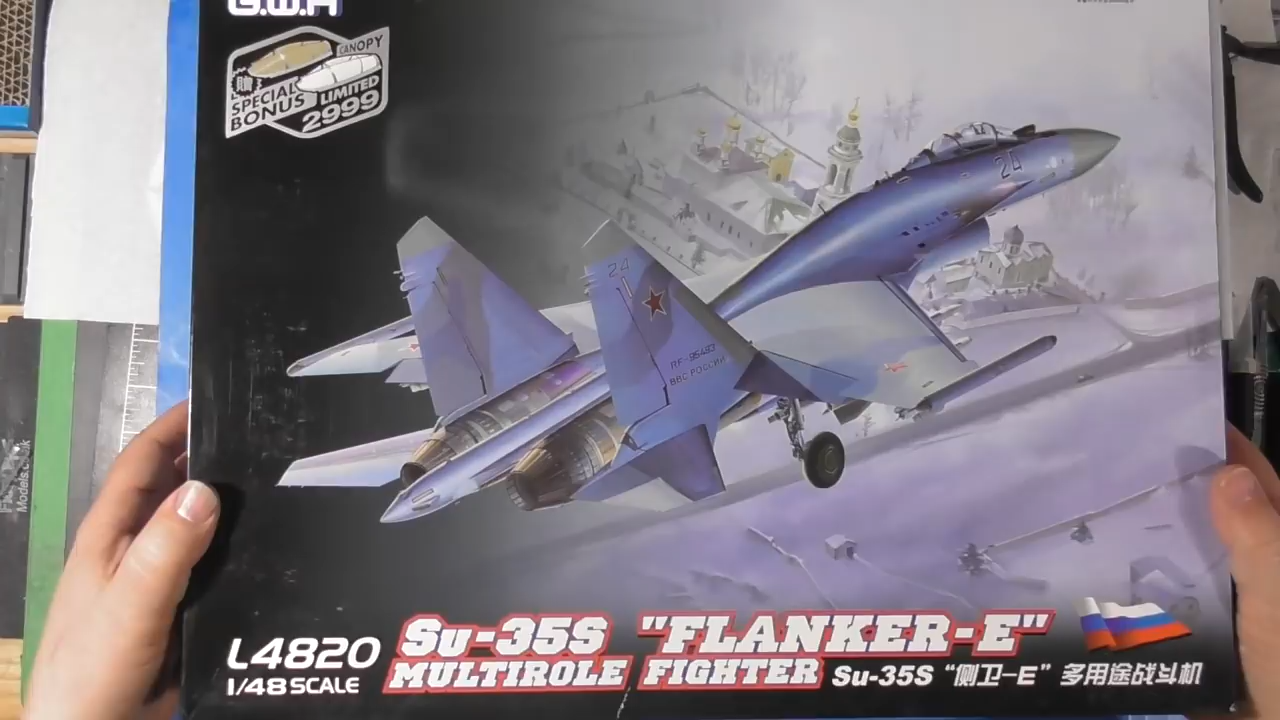 G.W.H
CANOPY
SPECIAL
BONUS
LIMITED
2999
24
24
RF-95493
ВВС РОССИИ
L4820
1/48 SCALE
Su-35S "FLANKER-E"
MULTIROLE FIGHTER
Su-35S “侧卫-E” 多用途战斗机